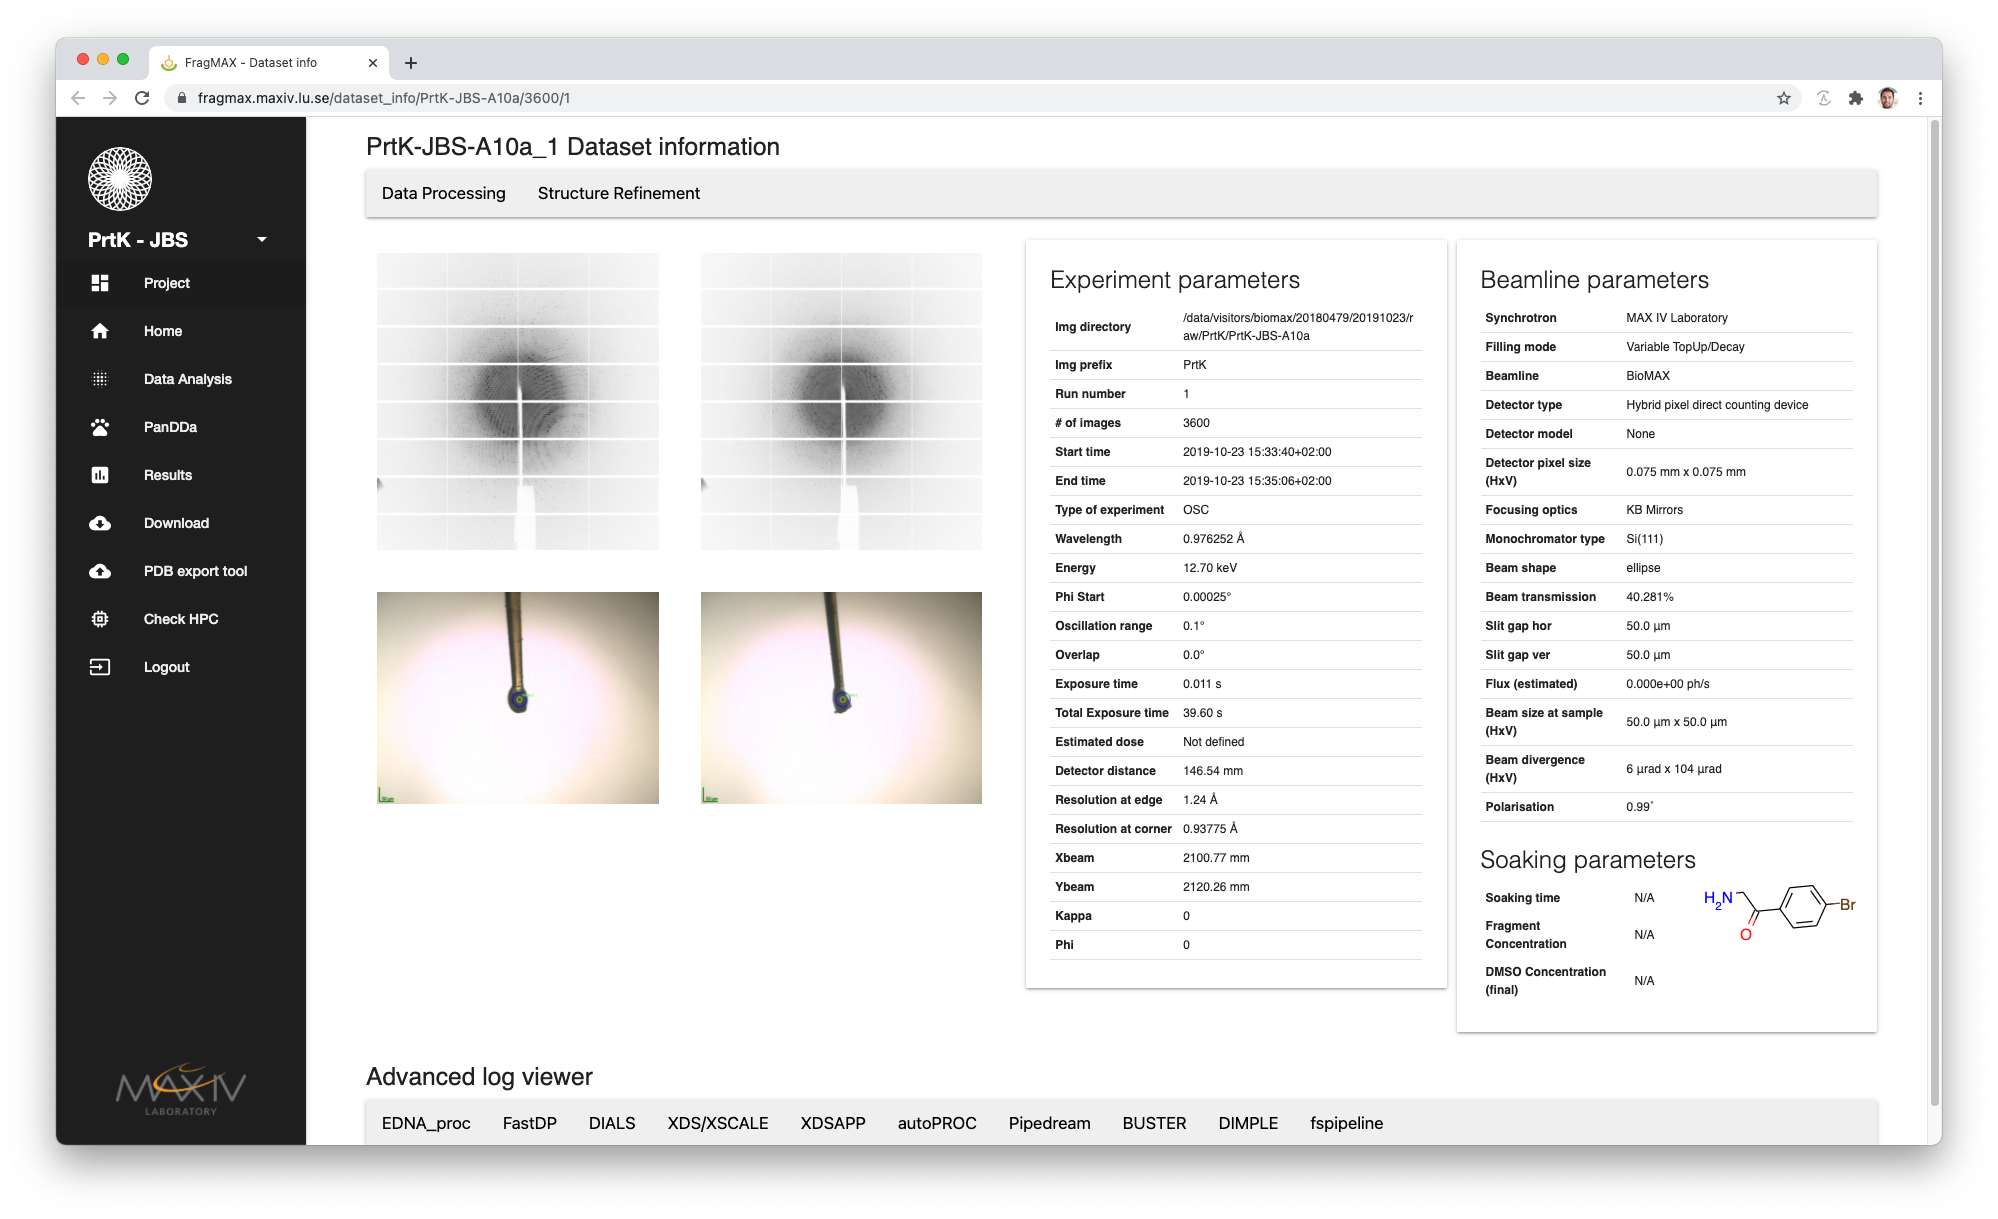 FragMAX - Dataset info
fragmax.maxiv.lu.se/dataset_info/PrtK-JBS-A10a/3600/1
PrtK - JBS
Project
Home
Data Analysis
PanDDa
Results
Download
PDB export tool
Check HPC
Logout
MAX IV
LABORATORY
PrtK-JBS-A10a_1 Dataset information
Data Processing Structure Refinement
Experiment parameters
Img directory /data/visitors/biomax/20180479/20191023/r
aw/PrtK/PrtK-JBS-A10a
Img prefix PrtK
Run number 1
# of images 3600
Start time 2019-10-23 15:33:40+02:00
End time 2019-10-23 15:35:06+02:00
Type of experiment OSC
Wavelength 0.976252 Å
Energy 12.70 keV
Phi Start 0.00025°
Oscillation range 0.1°
Overlap 0.0°
Exposure time 0.011 s
Total Exposure time 39.60 s
Estimated dose Not defined
Detector distance 146.54 mm
Resolution at edge 1.24 Å
Resolution at corner 0.93775 Å
Xbeam 2100.77 mm
Ybeam 2120.26 mm
Kappa 0
Phi 0
Beamline parameters
Synchrotron MAX IV Laboratory
Filling mode Variable TopUp/Decay
Beamline BioMAX
Detector type Hybrid pixel direct counting device
Detector model None
Detector pixel size
(HxV) 0.075 mm x 0.075 mm
Focusing optics KB Mirrors
Monochromator type Si(111)
Beam shape ellipse
Beam transmission 40.281%
Slit gap hor 50.0 μm
Slit gap ver 50.0 μm
Flux (estimated) 0.000e+00 ph/s
Beam size at sample
(HxV) 50.0 μm x 50.0 μm
Beam divergence
(HxV) 6 μrad x 104 μrad
Polarisation 0.99°
Soaking parameters
Soaking time N/A
Fragment
Concentration N/A
DMSO Concentration
(final) N/A
H₂N
O
Br
Advanced log viewer
EDNA_proc FastDP DIALS XDS/XSCALE XDSAPP autoPROC Pipedream BUSTER DIMPLE fspipeline